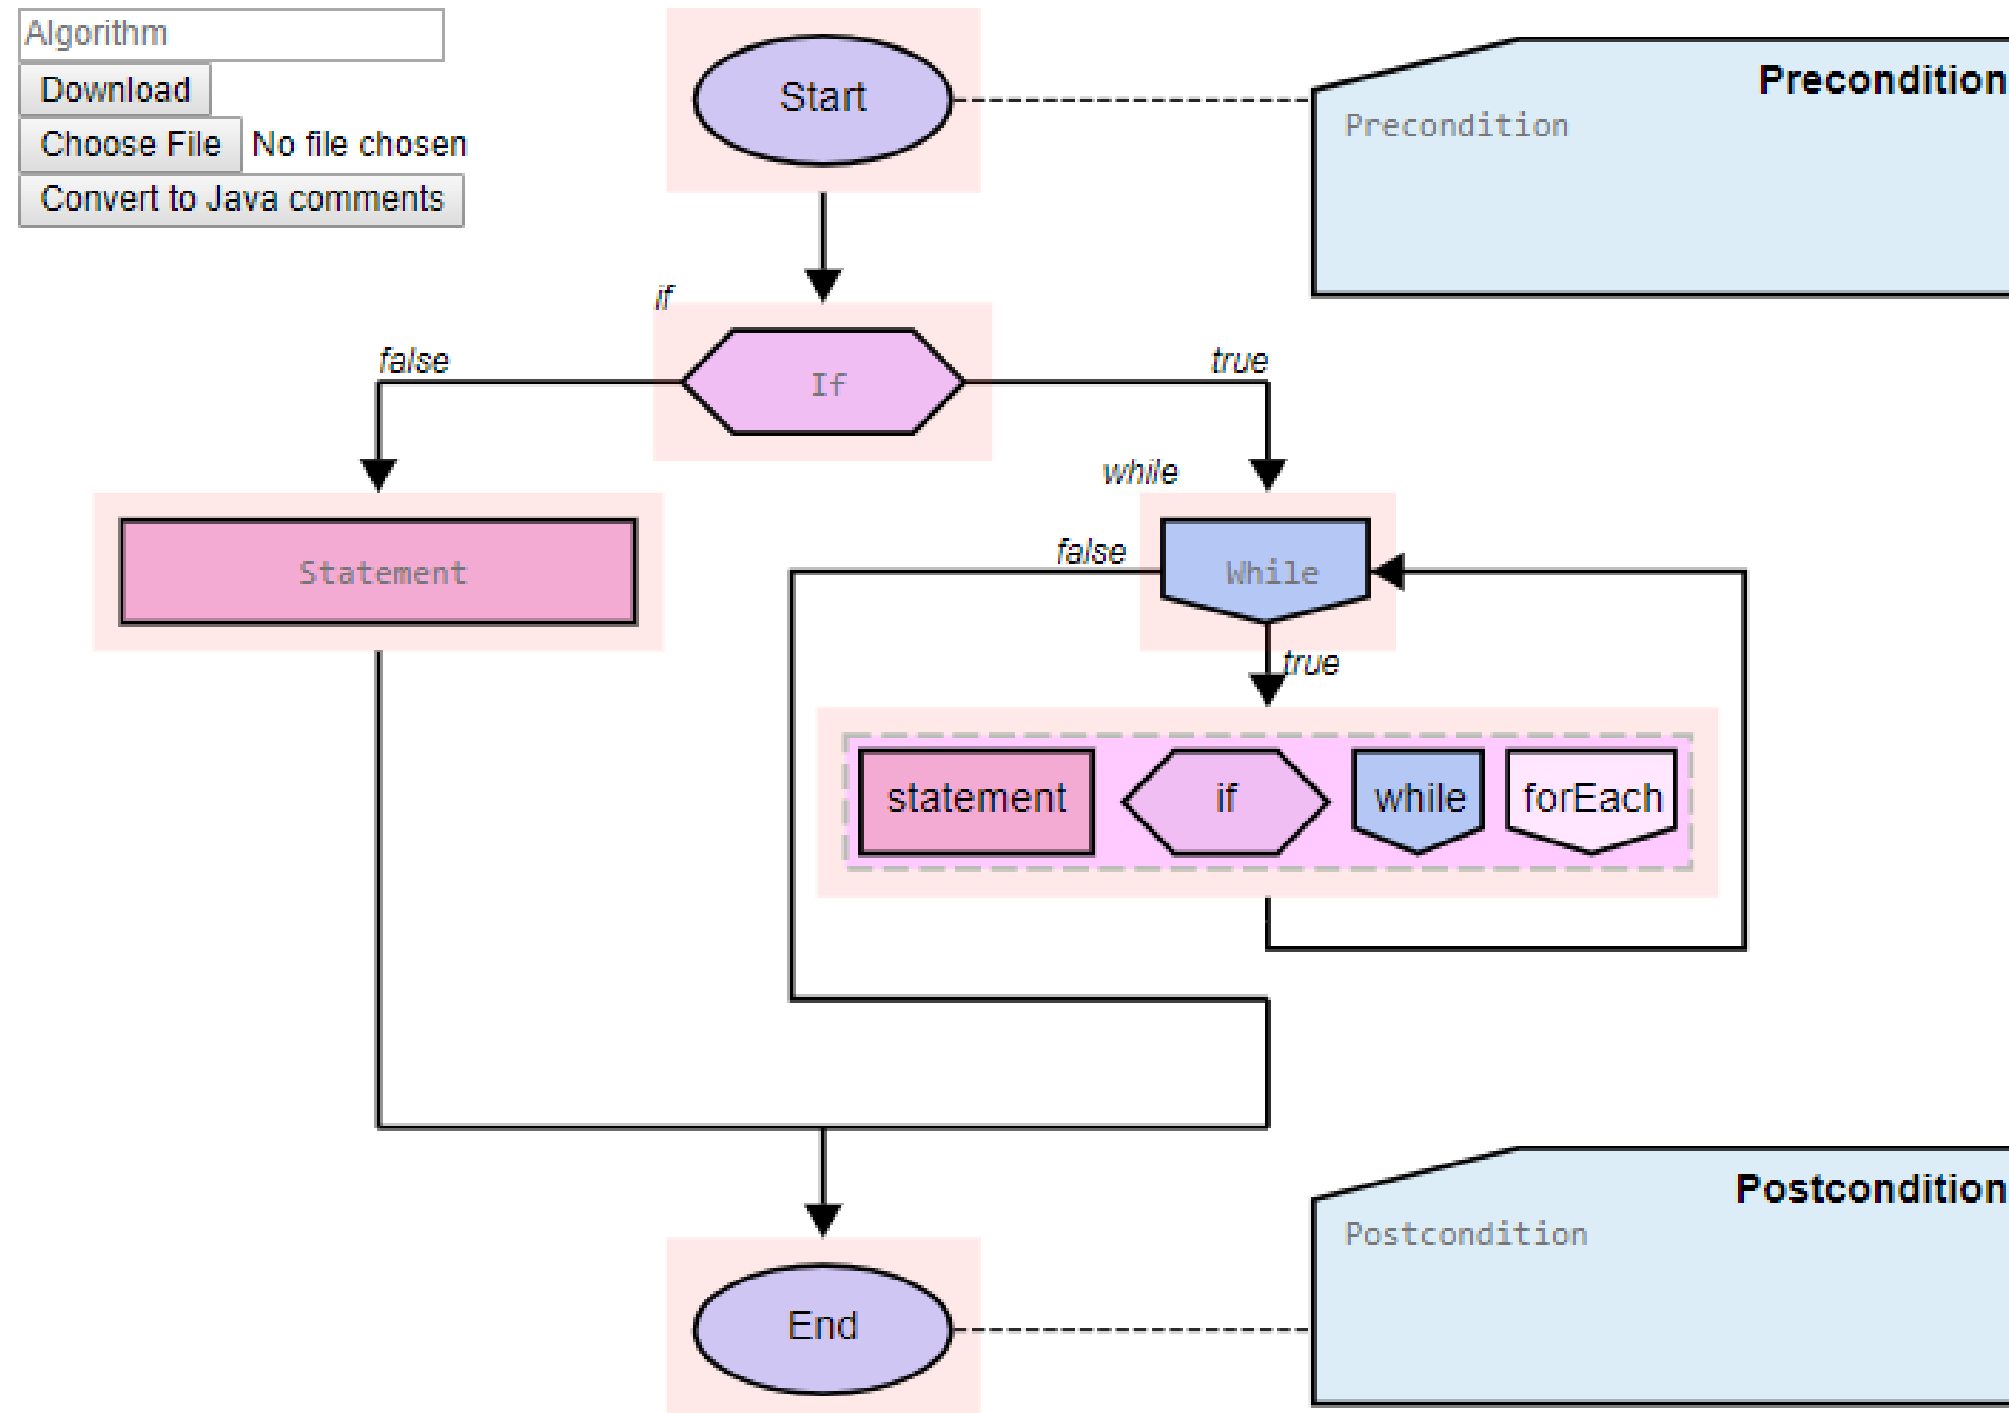 Algorithm
Download
Choose File No file chosen
Convert to Java comments
Start
Precondition
Precondition
if
If
false
true
Statement
while
While
false
true
statement
if
while
forEach
Postcondition
Postcondition
End